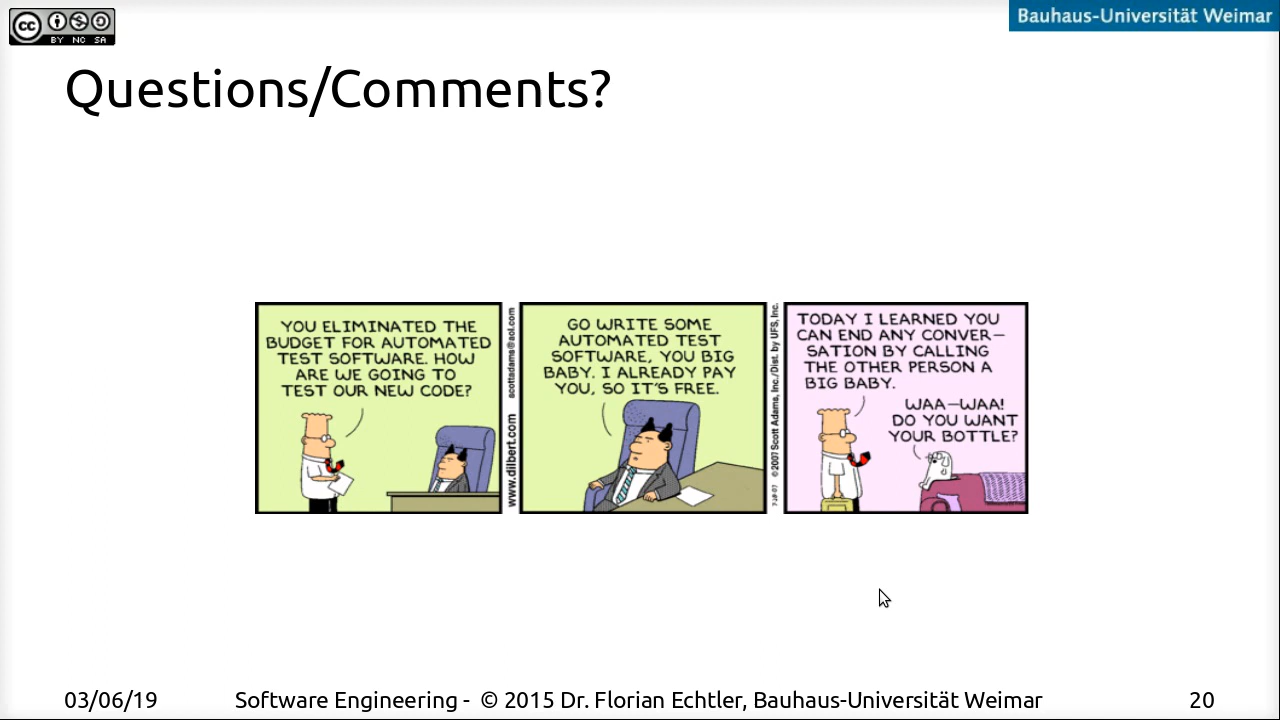 cc
BY NC SA
Bauhaus-Universität Weimar
Questions/Comments?
YOU ELIMINATED THE
BUDGET FOR AUTOMATED
TEST SOFTWARE. HOW
ARE WE GOING TO
TEST OUR NEW CODE?
www.dilbert.com scottadams@aol.com
GO WRITE SOME
AUTOMATED TEST
SOFTWARE, YOU BIG
BABY. I ALREADY PAY
YOU, SO IT'S FREE.
© 2007 Scott Adams, Inc./Dist. by UFS, Inc.
TODAY I LEARNED YOU
CAN END ANY CONVER-
SATION BY CALLING
THE OTHER PERSON A
BIG BABY.
WAA-WAA!
DO YOU WANT
YOUR BOTTLE?
03/06/19 Software Engineering - © 2015 Dr. Florian Echtler, Bauhaus-Universität Weimar 20